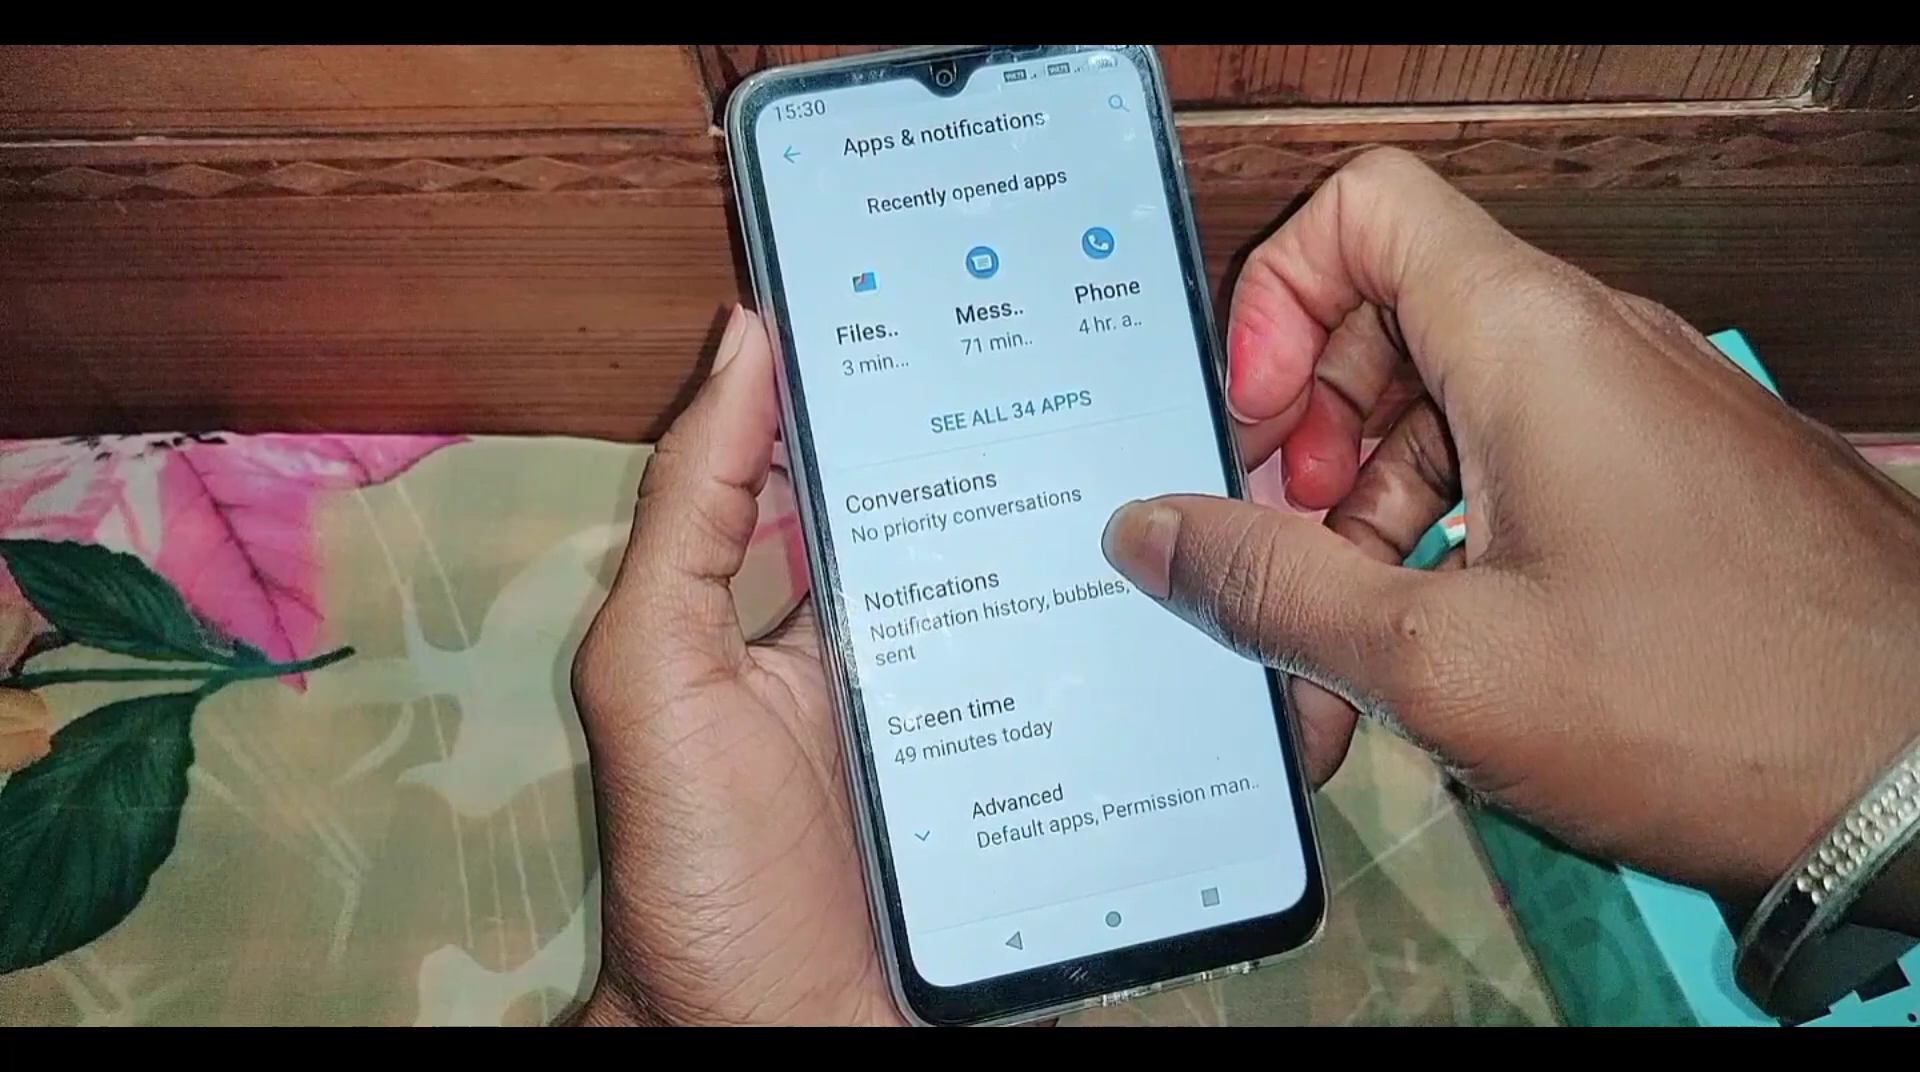 15:30
Apps & notifications
Recently opened apps
Files..
Mess..
Phone
3 min...
71 min..
4 hr. a..
SEE ALL 34 APPS
Conversations
No priority conversations
Notifications
Notification history, bubbles,
sent
Screen time
49 minutes today
Advanced
Default apps, Permission man..